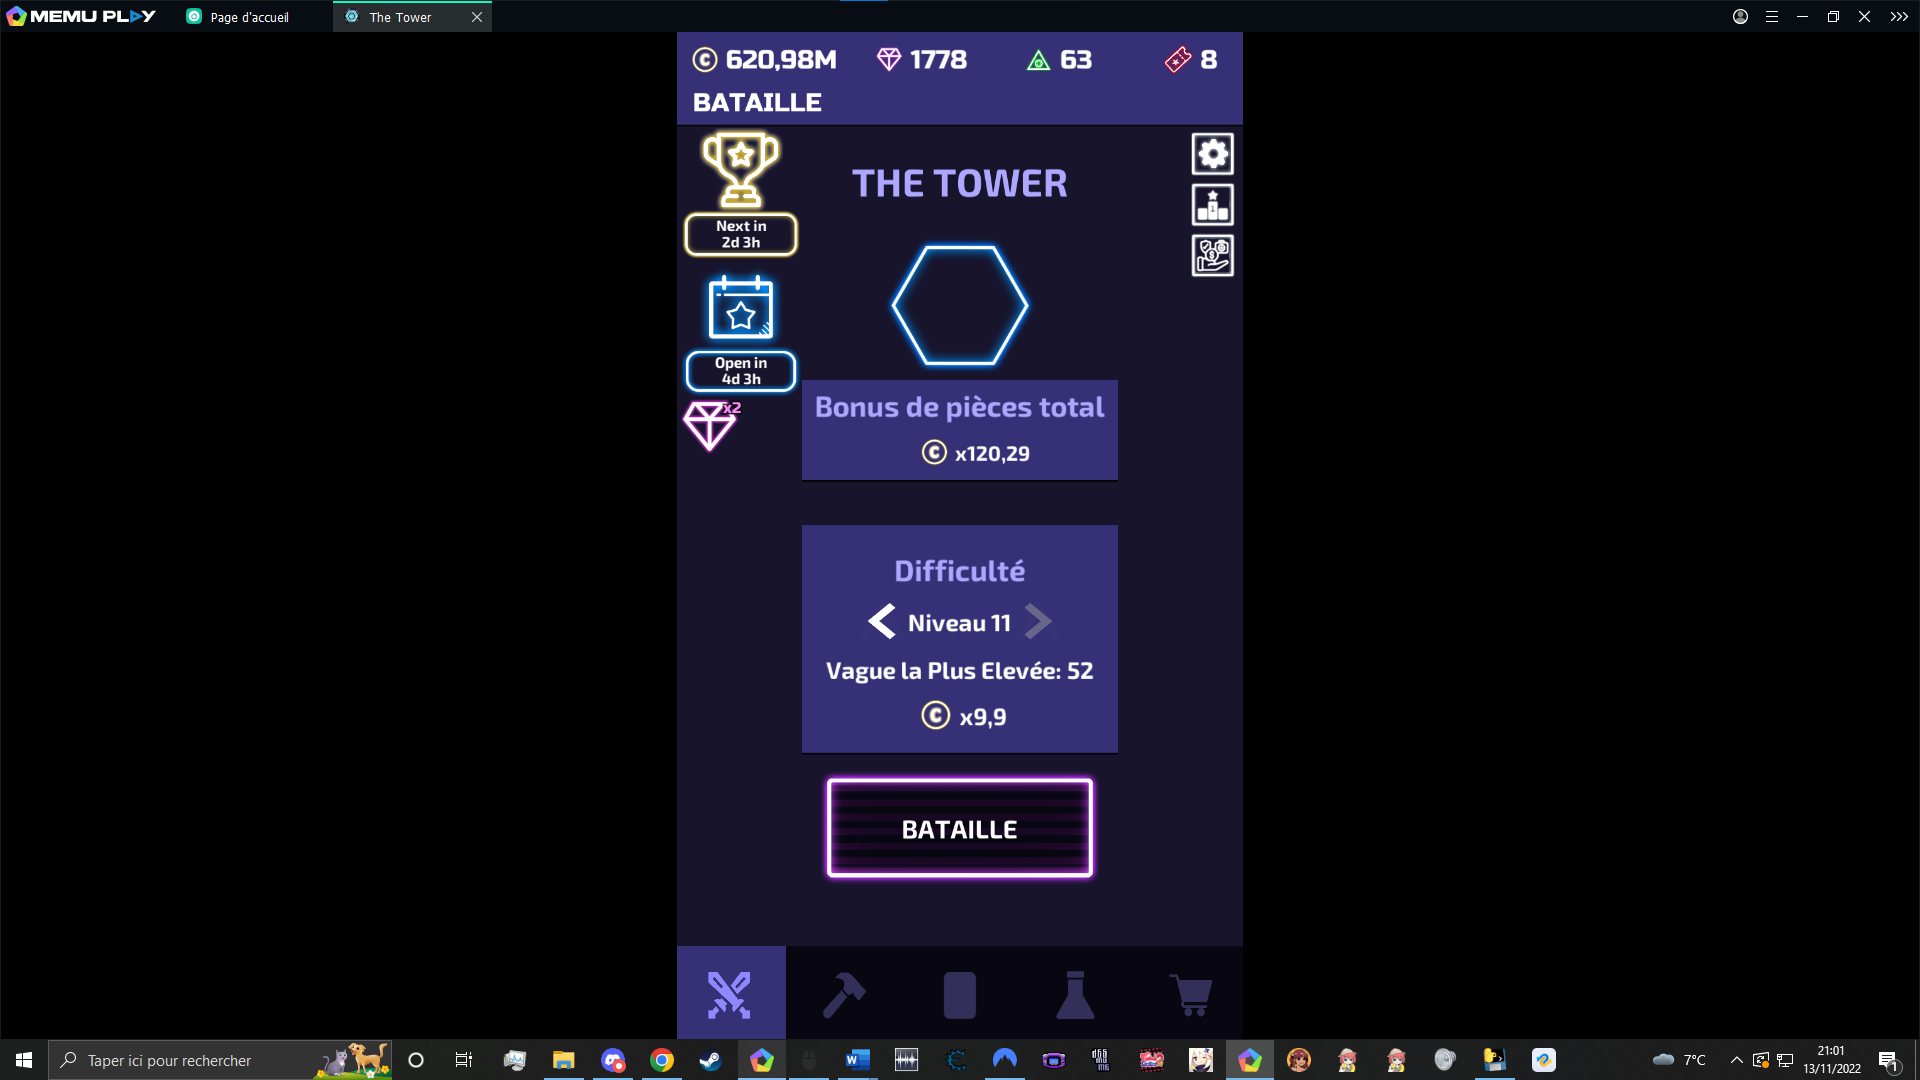 MEMU PLAY
Page d'accueil
The Tower
620,98M
1778
63
8
BATAILLE
Next in
2d 3h
THE TOWER
Open in
4d 3h
x2
Bonus de pièces total
x120,29
Difficulté
Niveau 11
Vague la Plus Elevée: 52
x9,9
BATAILLE
Taper ici pour rechercher
7°C
21:01
13/11/2022
1